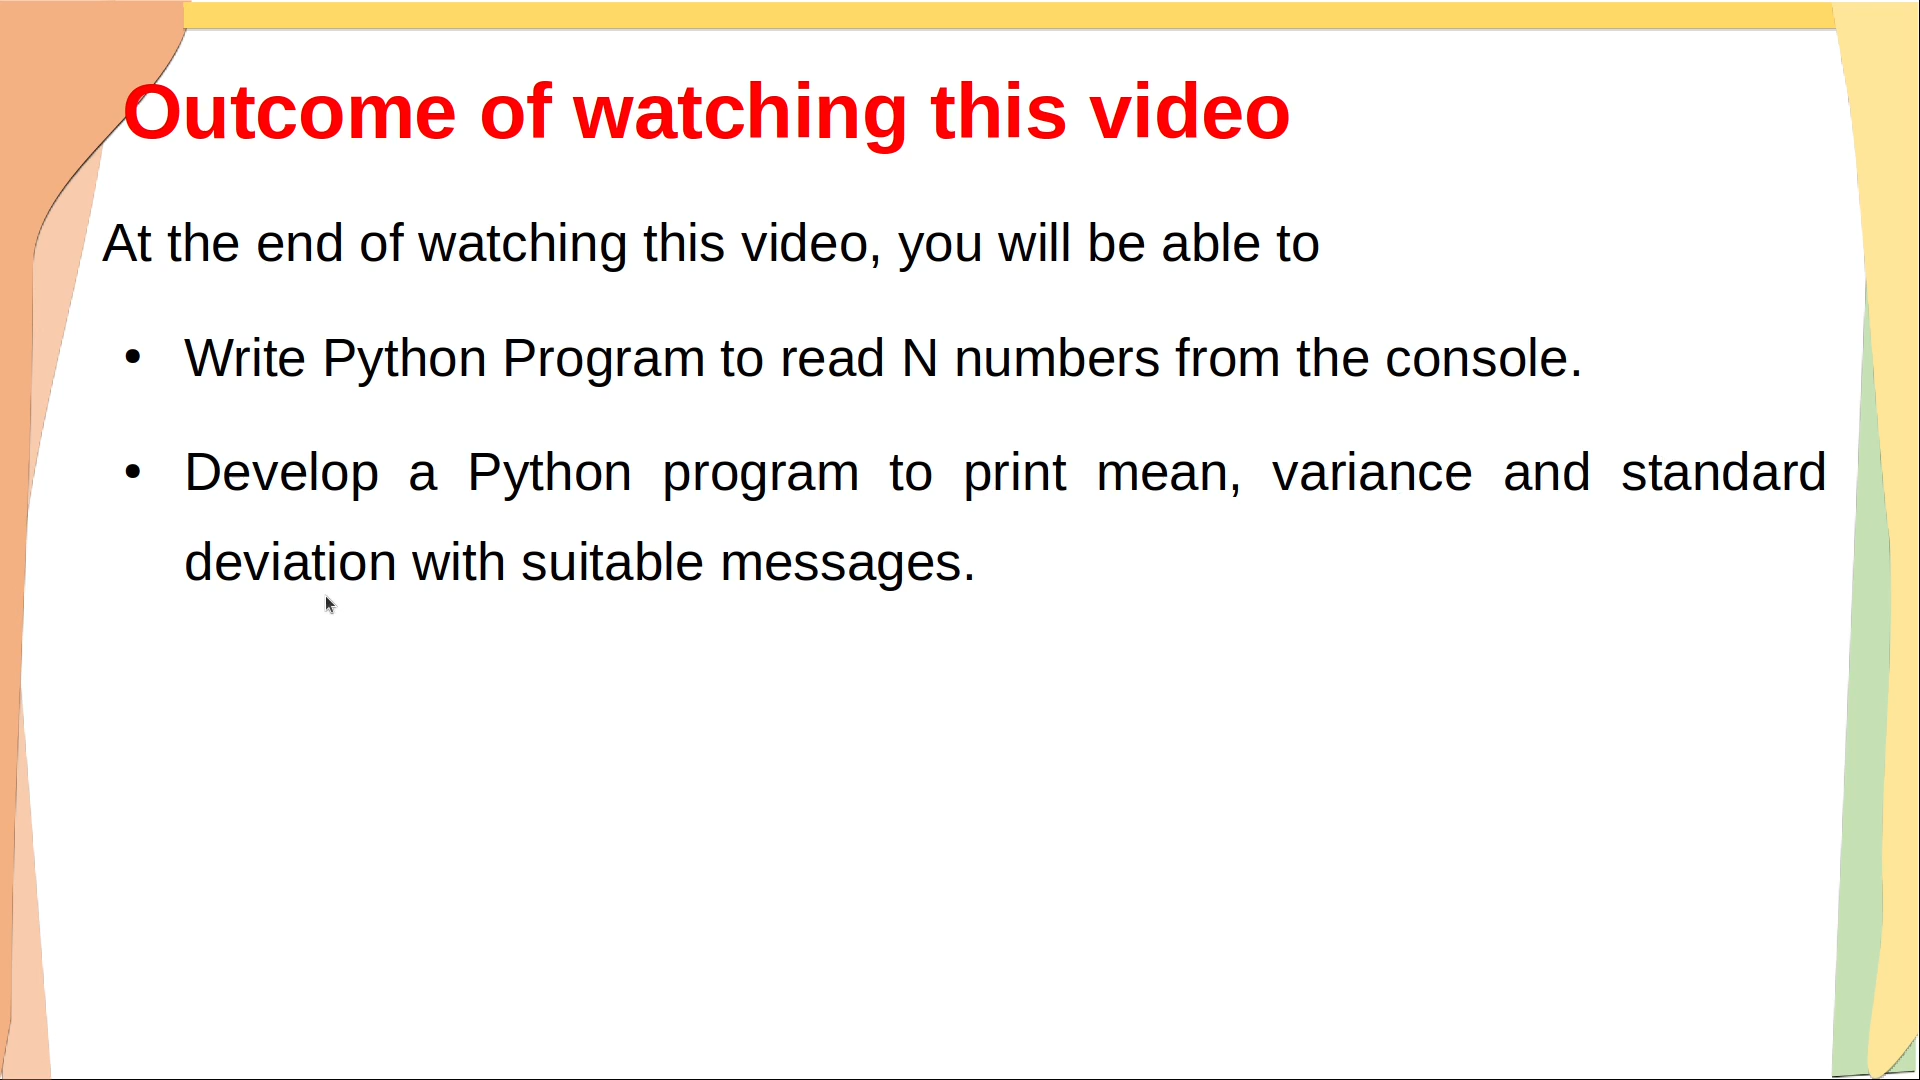 Outcome of watching this video
At the end of watching this video, you will be able to
• Write Python Program to read N numbers from the console.
• Develop a Python program to print mean, variance and standard
deviation with suitable messages.